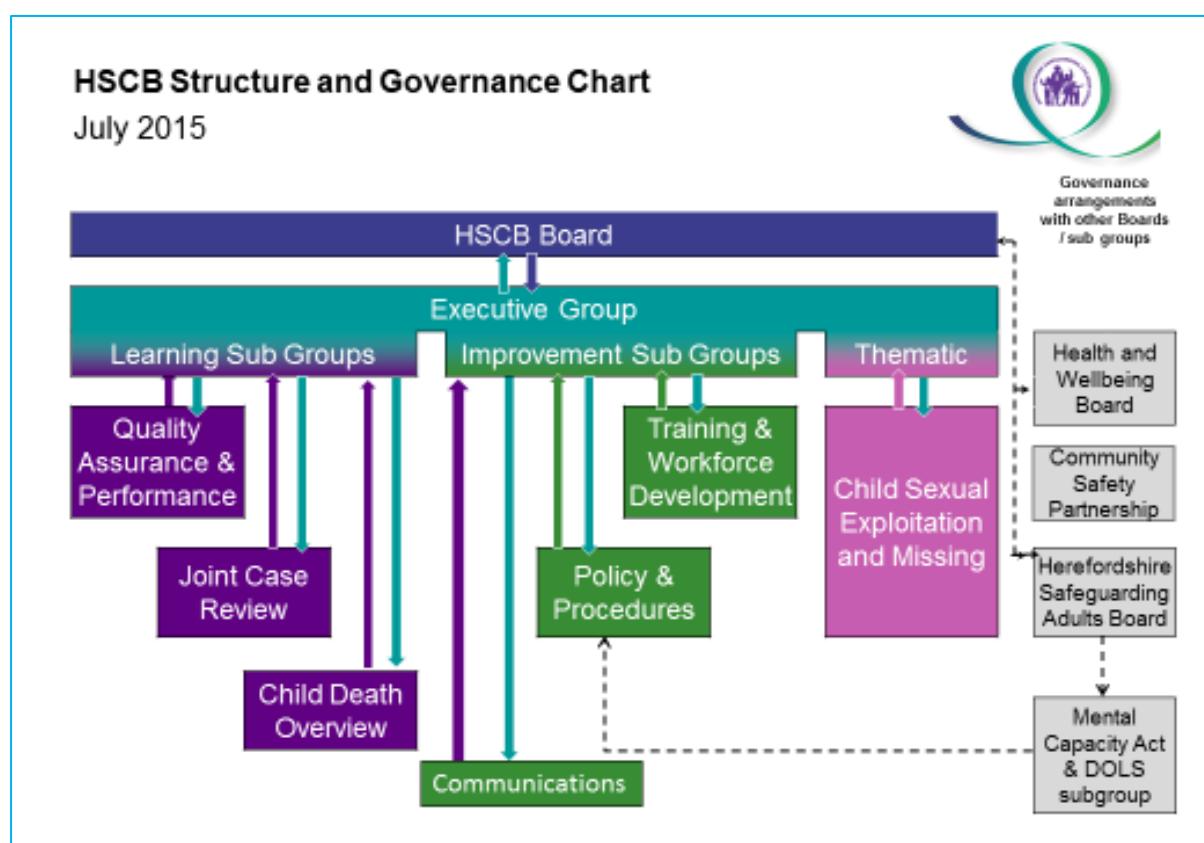 HSCB Structure and Governance Chart
July 2015
Governance
arrangements
with other Boards
/ sub groups
HSCB Board
Executive Group
Learning Sub Groups
Improvement Sub Groups
Thematic
Quality
Assurance &
Performance
Joint Case
Review
Child Death
Overview
Communications
Policy &
Procedures
Training &
Workforce
Development
Child Sexual
Exploitation
and Missing
Health and
Wellbeing
Board
Community
Safety
Partnership
Herefordshire
Safeguarding
Adults Board
Mental
Capacity Act
& DOLS
subgroup